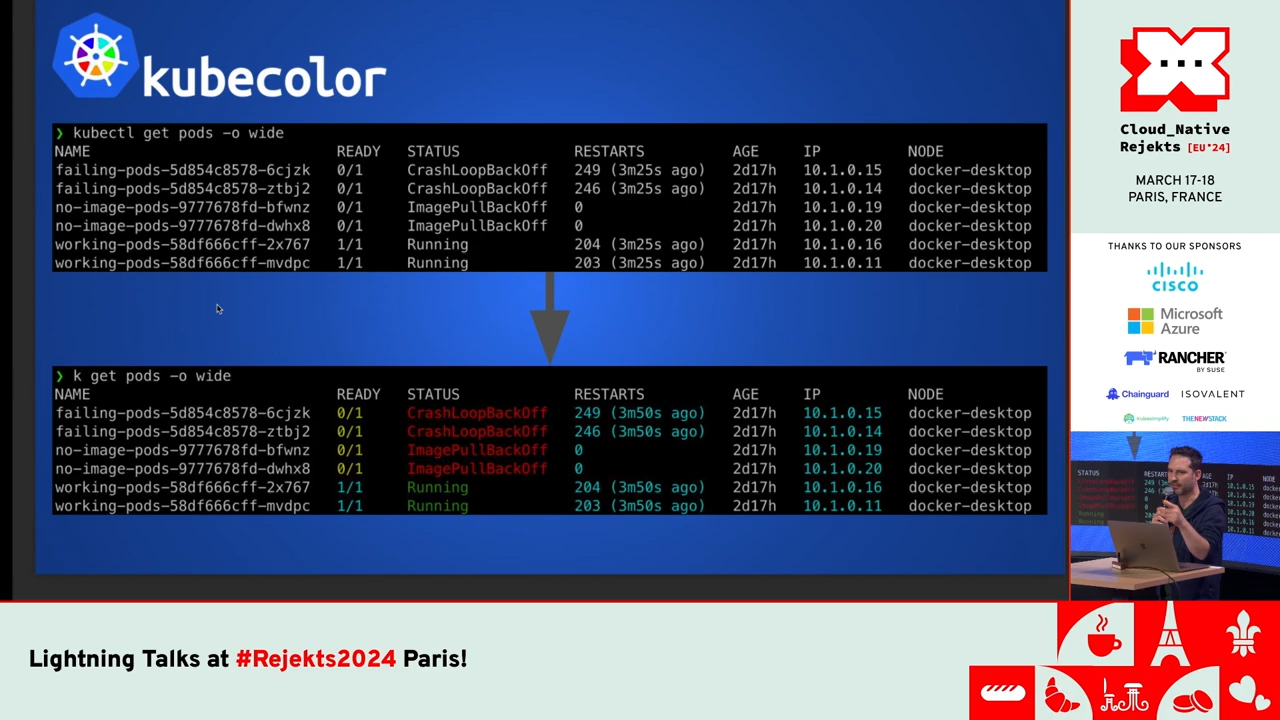 kubecolor
❯ kubectl get pods -o wide
NAME READY STATUS RESTARTS AGE IP NODE
failing-pods-5d854c8578-6cjzk 0/1 CrashLoopBackOff 249 (3m25s ago) 2d17h 10.1.0.15 docker-desktop
failing-pods-5d854c8578-ztbj2 0/1 CrashLoopBackOff 246 (3m25s ago) 2d17h 10.1.0.14 docker-desktop
no-image-pods-9777678fd-bfwnz 0/1 ImagePullBackOff 0 2d17h 10.1.0.19 docker-desktop
no-image-pods-9777678fd-dwhx8 0/1 ImagePullBackOff 0 2d17h 10.1.0.20 docker-desktop
working-pods-58df666cff-2x767 1/1 Running 204 (3m25s ago) 2d17h 10.1.0.16 docker-desktop
working-pods-58df666cff-mvdpc 1/1 Running 203 (3m25s ago) 2d17h 10.1.0.11 docker-desktop
❯ k get pods -o wide
NAME READY STATUS RESTARTS AGE IP NODE
failing-pods-5d854c8578-6cjzk 0/1 CrashLoopBackOff 249 (3m50s ago) 2d17h 10.1.0.15 docker-desktop
failing-pods-5d854c8578-ztbj2 0/1 CrashLoopBackOff 246 (3m50s ago) 2d17h 10.1.0.14 docker-desktop
no-image-pods-9777678fd-bfwnz 0/1 ImagePullBackOff 0 2d17h 10.1.0.19 docker-desktop
no-image-pods-9777678fd-dwhx8 0/1 ImagePullBackOff 0 2d17h 10.1.0.20 docker-desktop
working-pods-58df666cff-2x767 1/1 Running 204 (3m50s ago) 2d17h 10.1.0.16 docker-desktop
working-pods-58df666cff-mvdpc 1/1 Running 203 (3m50s ago) 2d17h 10.1.0.11 docker-desktop
Cloud_Native
Rejekts [EU*24]
MARCH 17-18
PARIS, FRANCE
THANKS TO OUR SPONSORS
CISCO
Microsoft
Azure
RANCHER
BY SUSE
Chainguard ISOVALENT
Kubesimplify THENEWSTACK
STATUS AGE IP NODE
Lightning Talks at #Rejekts2024 Paris!